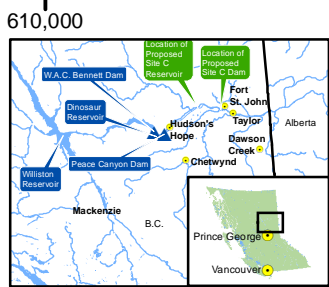 610,000
Location of
Proposed
Site C
Reservoir
Location of
Proposed
Site C Dam
W.A.C. Bennett Dam
Fort
St. John
Dinosaur
Reservoir
Hudson's
Hope
Taylor
Alberta
Dawson
Creek
Peace Canyon Dam
Chetwynd
Williston
Reservoir
Mackenzie
B.C.
Prince George
Vancouver